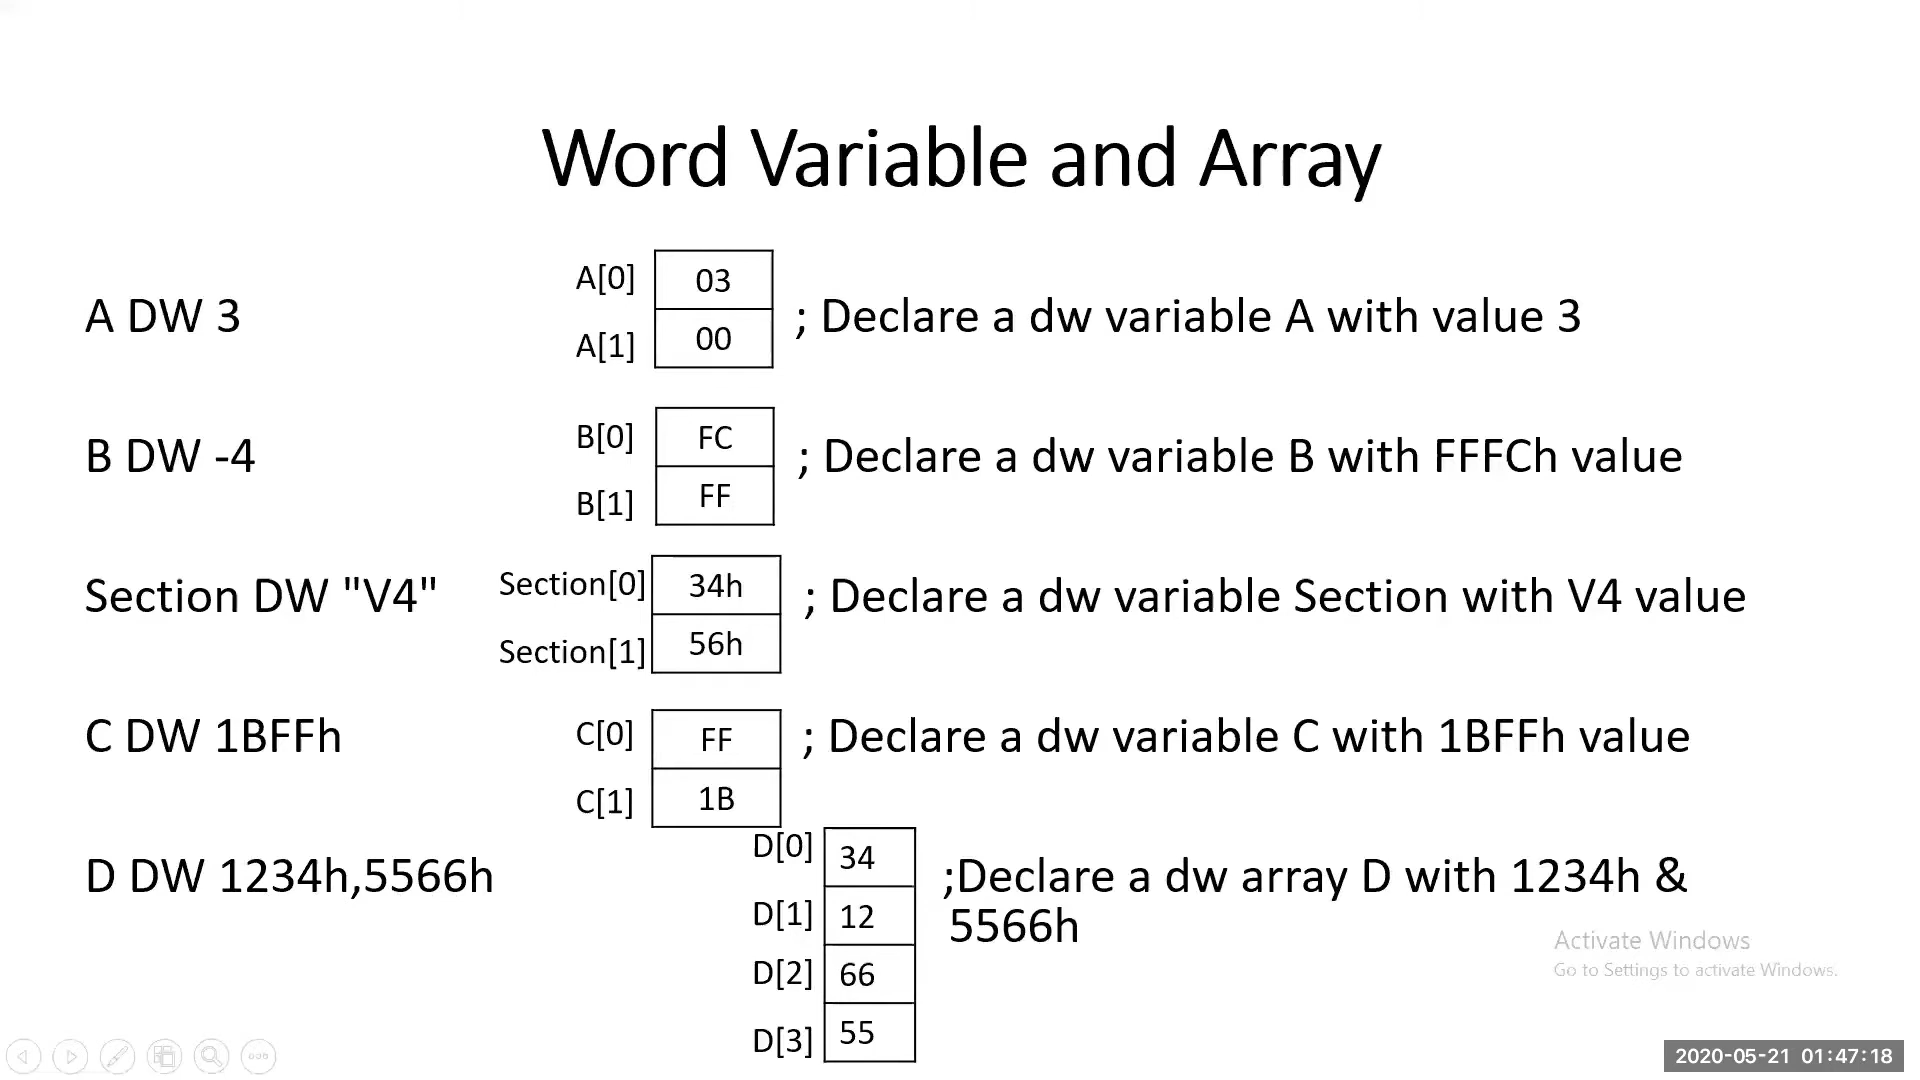 Word Variable and Array
A DW 3
A[0] 03
A[1] 00
; Declare a dw variable A with value 3
B DW -4
B[0] FC
B[1] FF
; Declare a dw variable B with FFFCh value
Section DW "V4"
Section[0] 34h
Section[1] 56h
; Declare a dw variable Section with V4 value
C DW 1BFFh
C[0] FF
C[1] 1B
; Declare a dw variable C with 1BFFh value
D DW 1234h,5566h
D[0] 34
D[1] 12
D[2] 66
D[3] 55
;Declare a dw array D with 1234h &
5566h
Activate Windows
Go to Settings to activate Windows.
2020-05-21 01:47:18